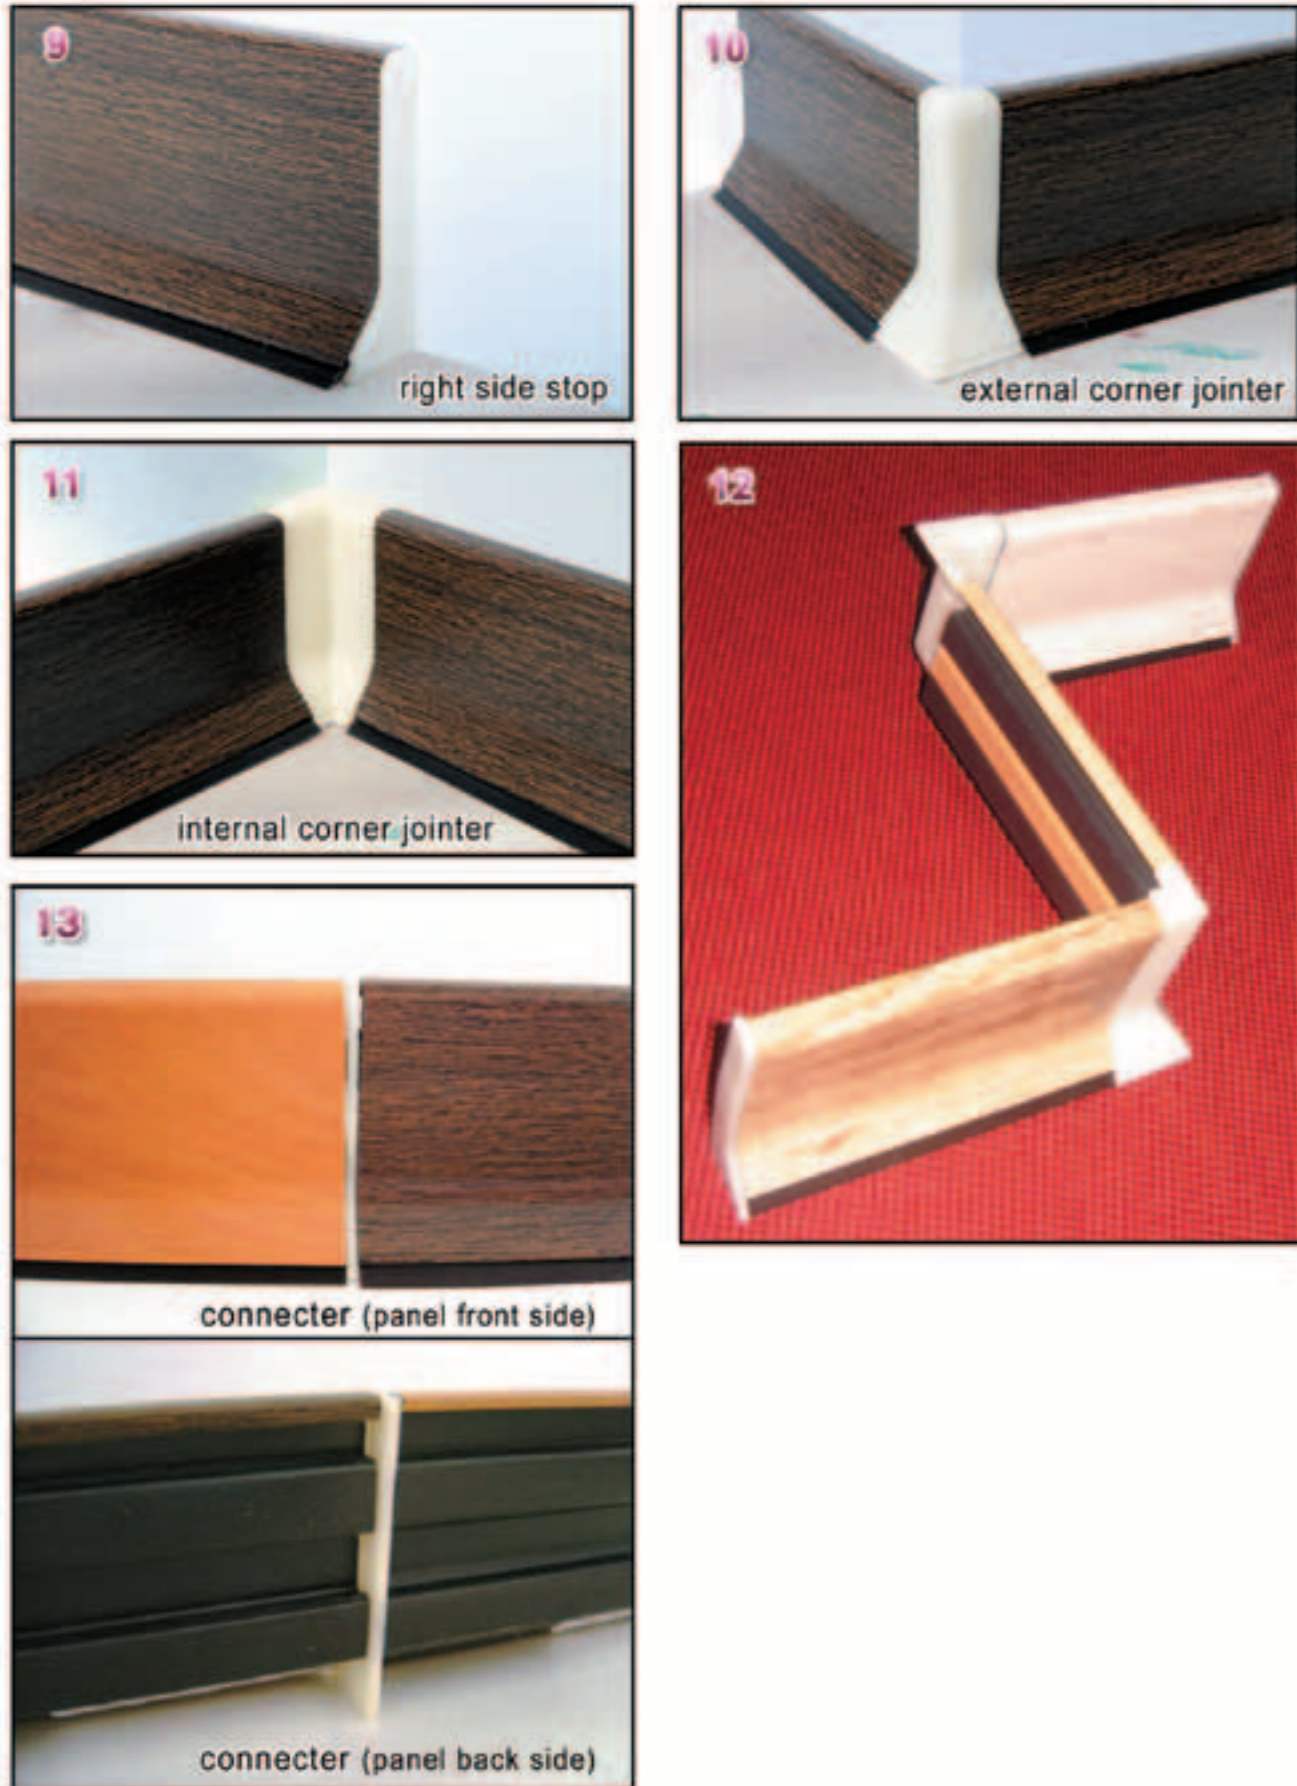 9
right side stop
10
external corner jointer
11
internal corner jointer
12
13
connecter (panel front side)
connecter (panel back side)